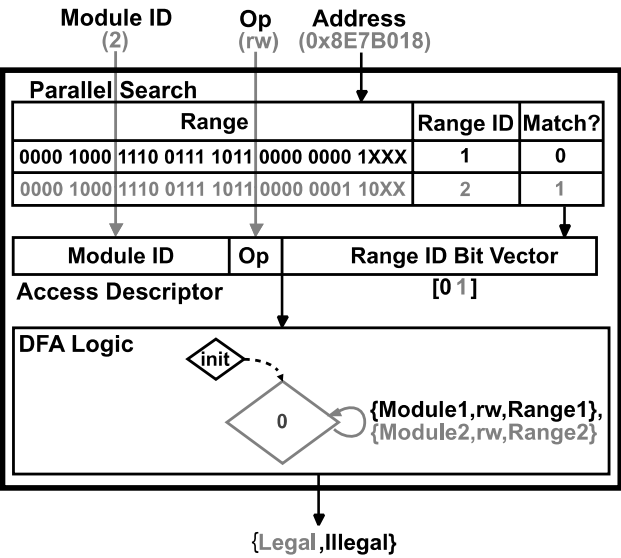 Module ID Op Address
(2) (rw) (0x8E7B018)
Parallel Search
Range Range ID Match?
0000 1000 1110 0111 1011 0000 0000 1XXX 1 0
0000 1000 1110 0111 1011 0000 0001 10XX 2 1
Module ID Op Range ID Bit Vector
Access Descriptor [0 1]
DFA Logic
init
0
{Module1,rw,Range1},
{Module2,rw,Range2}
{Legal,Illegal}